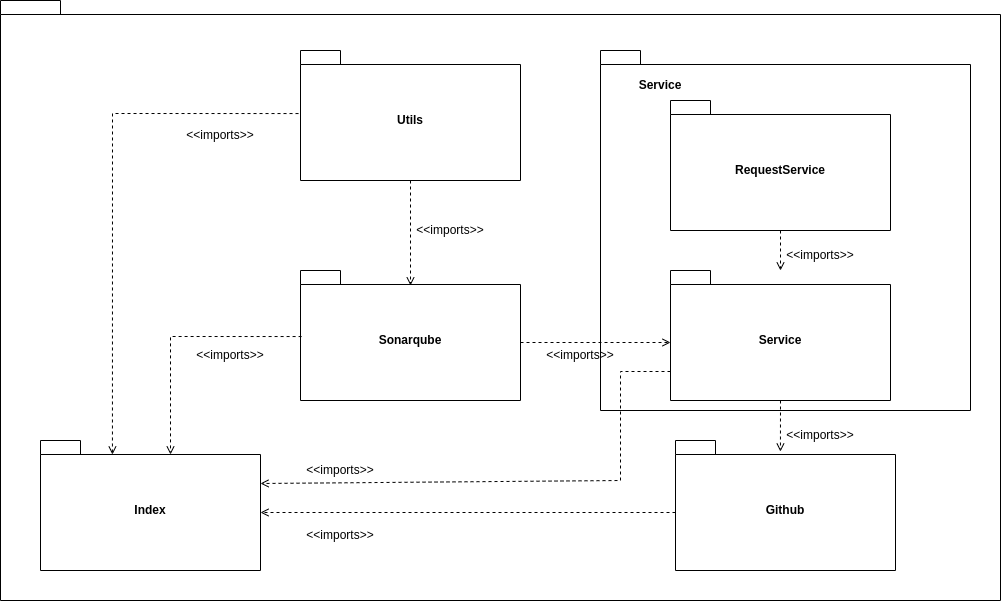 Service
RequestService
Utils
<<imports>>
<<imports>>
<<imports>>
Sonarqube
Service
<<imports>>
<<imports>>
<<imports>>
<<imports>>
Index
Github
<<imports>>